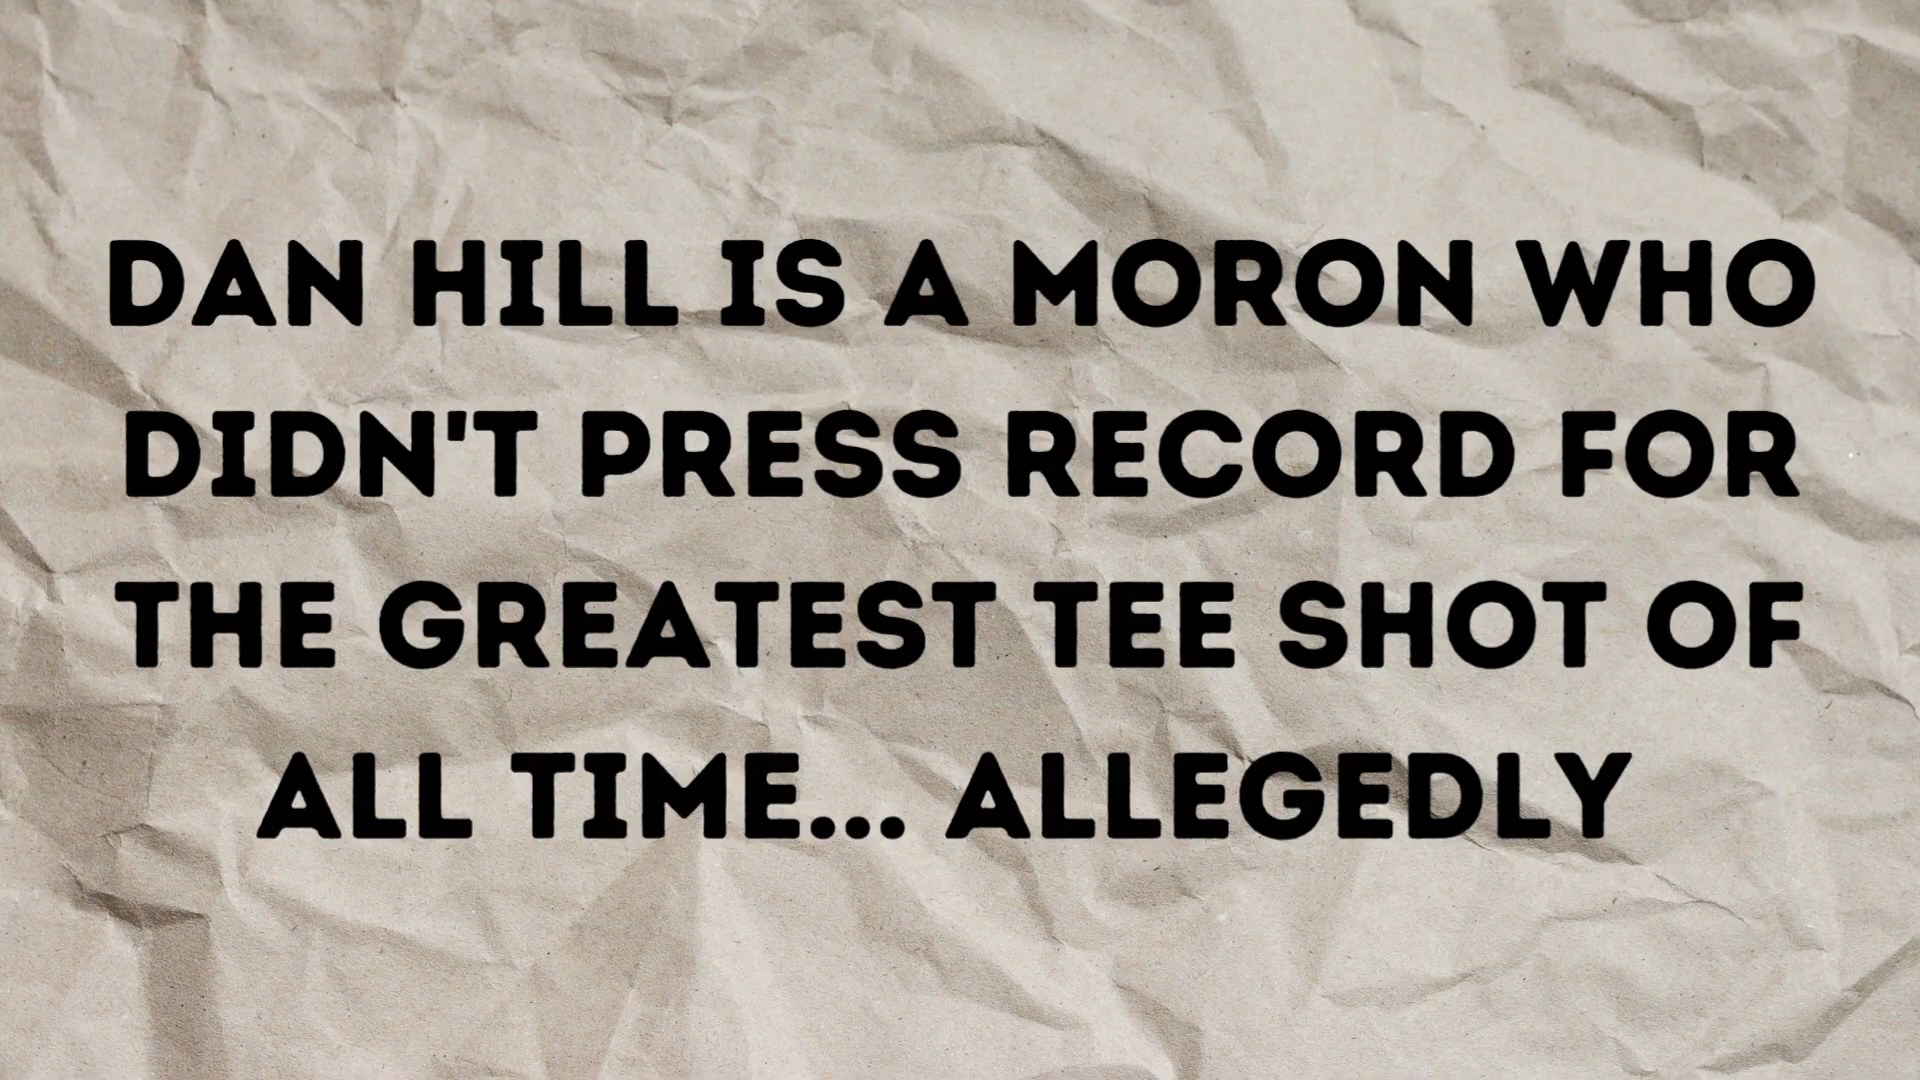 DAN HILL IS A MORON WHO
DIDN'T PRESS RECORD FOR
THE GREATEST TEE SHOT OF
ALL TIME... ALLEGEDLY